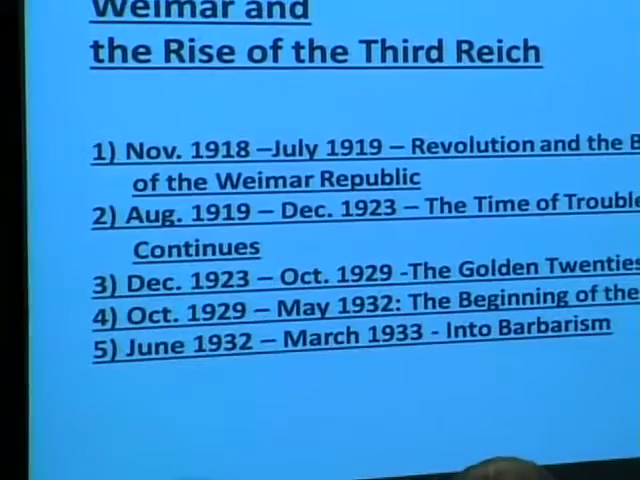 Weimar and
the Rise of the Third Reich
1) Nov. 1918 –July 1919 – Revolution and the B
of the Weimar Republic
2) Aug. 1919 – Dec. 1923 – The Time of Trouble
Continues
3) Dec. 1923 – Oct. 1929 -The Golden Twenties
4) Oct. 1929 – May 1932: The Beginning of the
5) June 1932 – March 1933 - Into Barbarism